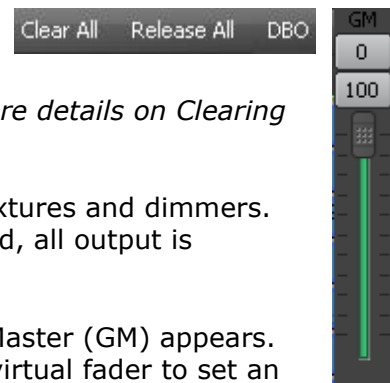 Clear All Release All DBO
GM
0
100
re details on Clearing
xtures and dimmers.
d, all output is
Master (GM) appears.
virtual fader to set an